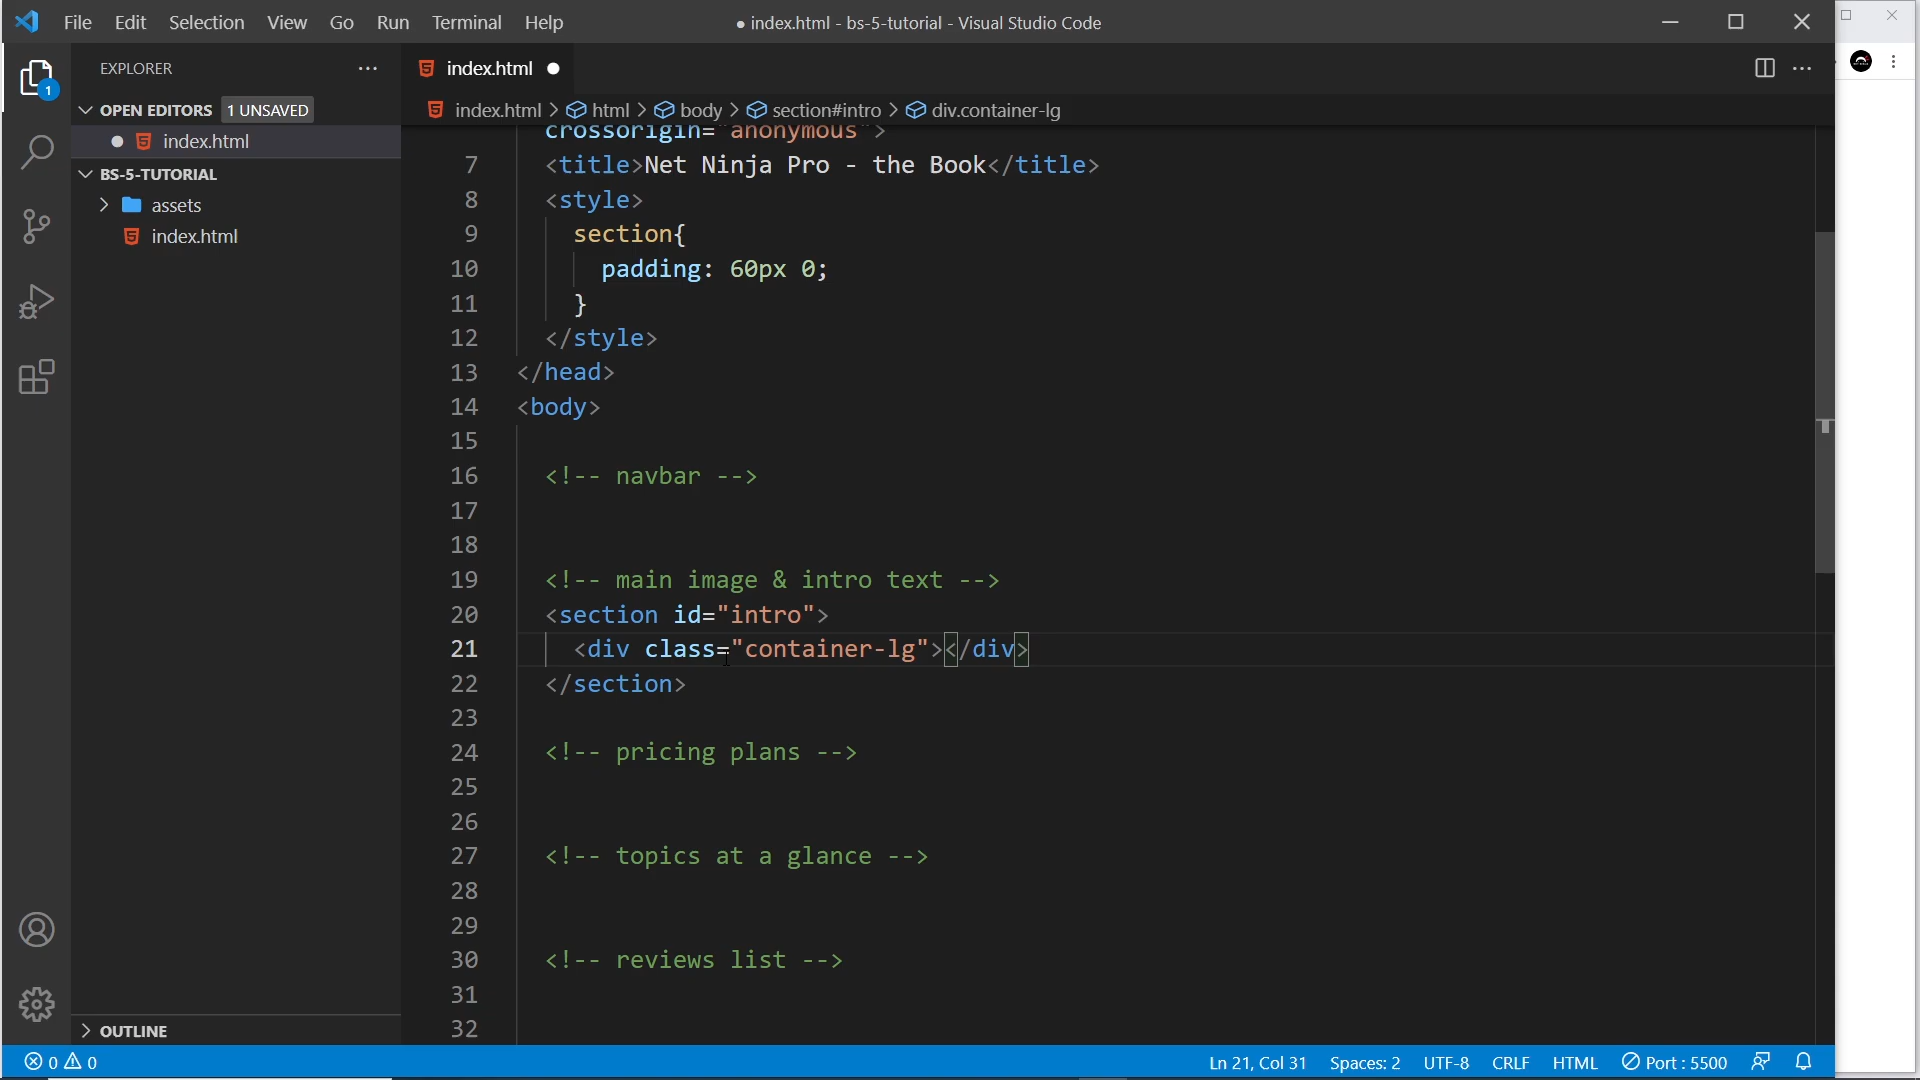 File Edit Selection View Go Run Terminal Help
● index.html - bs-5-tutorial - Visual Studio Code
EXPLORER
1
OPEN EDITORS 1 UNSAVED
index.html
BS-5-TUTORIAL
assets
index.html
OUTLINE
index.html
index.html > html > body > section#intro > div.container-lg
crossorigin="anonymous">
7 <title>Net Ninja Pro - the Book</title>
8 <style>
9 section{
10 padding: 60px 0;
11 }
12 </style>
13 </head>
14 <body>
15
16 <!-- navbar -->
17
18
19 <!-- main image & intro text -->
20 <section id="intro">
21 <div class="container-lg"></div>
22 </section>
23
24 <!-- pricing plans -->
25
26
27 <!-- topics at a glance -->
28
29
30 <!-- reviews list -->
31
32
0 0
Ln 21, Col 31 Spaces: 2 UTF-8 CRLF HTML Port : 5500